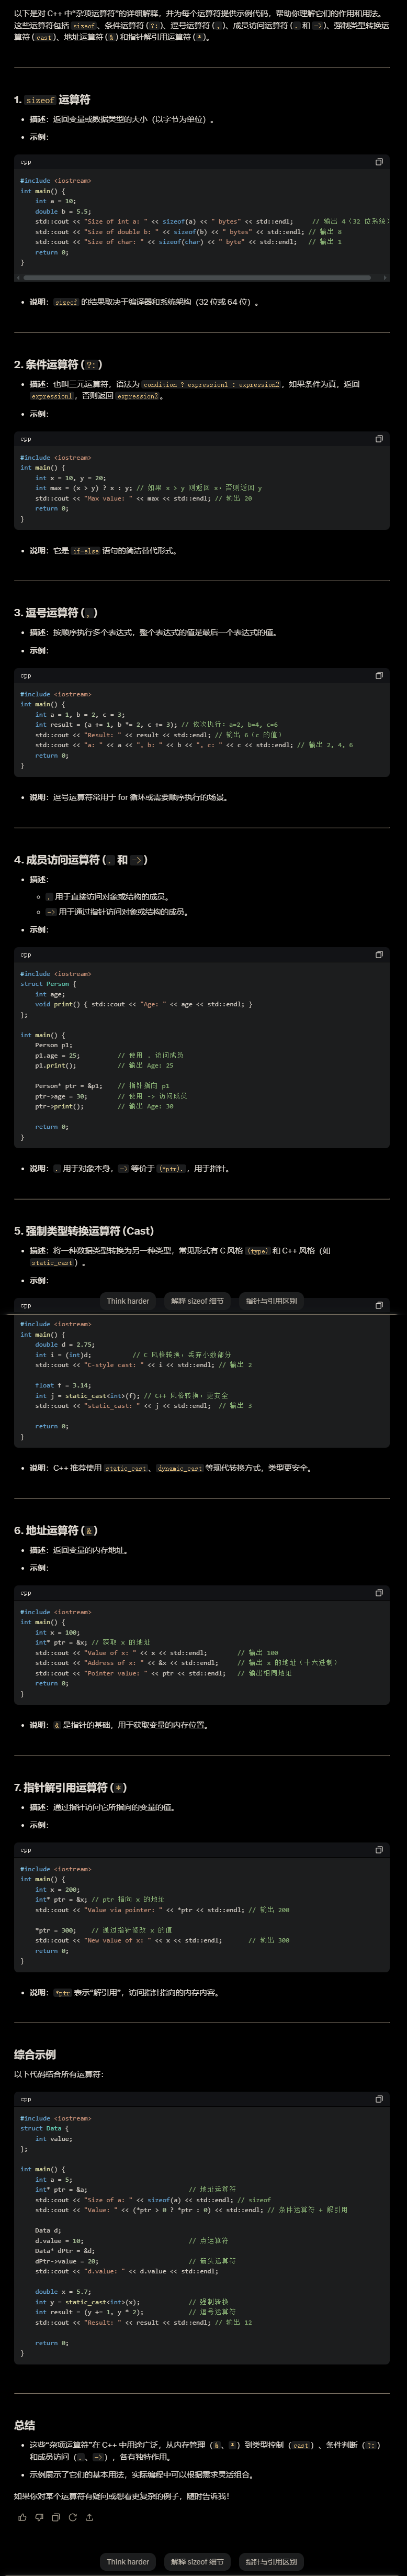 以下是对 C++ 中“杂项运算符”的详细解释，并为每个运算符提供示例代码，帮助你理解它们的作用和用法。
这些运算符包括 sizeof、条件运算符 (?:)、逗号运算符 (,)、成员访问运算符 (. 和 ->)、强制类型转换运
算符 (cast)、地址运算符 (&) 和指针解引用运算符 (*)。
1. sizeof 运算符
• 描述：返回变量或数据类型的大小（以字节为单位）。
• 示例：
cpp
#include <iostream>
int main() {
    int a = 10;
    double b = 5.5;
    std::cout << "Size of int a: " << sizeof(a) << " bytes" << std::endl;     // 输出 4（32 位系统）
    std::cout << "Size of double b: " << sizeof(b) << " bytes" << std::endl; // 输出 8
    std::cout << "Size of char: " << sizeof(char) << " byte" << std::endl;   // 输出 1
    return 0;
}
• 说明：sizeof 的结果取决于编译器和系统架构（32 位或 64 位）。
2. 条件运算符 (?:)
• 描述：也叫三元运算符，语法为 condition ? expression1 : expression2，如果条件为真，返回
expression1，否则返回 expression2。
• 示例：
cpp
#include <iostream>
int main() {
    int x = 10, y = 20;
    int max = (x > y) ? x : y; // 如果 x > y 则返回 x，否则返回 y
    std::cout << "Max value: " << max << std::endl; // 输出 20
    return 0;
}
• 说明：它是 if-else 语句的简洁替代形式。
3. 逗号运算符 (,)
• 描述：按顺序执行多个表达式，整个表达式的值是最后一个表达式的值。
• 示例：
cpp
#include <iostream>
int main() {
    int a = 1, b = 2, c = 3;
    int result = (a += 1, b *= 2, c += 3); // 依次执行：a=2, b=4, c=6
    std::cout << "Result: " << result << std::endl; // 输出 6（c 的值）
    std::cout << "a: " << a << ", b: " << b << ", c: " << c << std::endl; // 输出 2, 4, 6
    return 0;
}
• 说明：逗号运算符常用于 for 循环或需要顺序执行的场景。
4. 成员访问运算符 (. 和 ->)
• 描述：
◦ . 用于直接访问对象或结构的成员。
◦ -> 用于通过指针访问对象或结构的成员。
• 示例：
cpp
#include <iostream>
struct Person {
    int age;
    void print() { std::cout << "Age: " << age << std::endl; }
};
int main() {
    Person p1;
    p1.age = 25;          // 使用 . 访问成员
    p1.print();           // 输出 Age: 25
    Person* ptr = &p1;    // 指针指向 p1
    ptr->age = 30;        // 使用 -> 访问成员
    ptr->print();         // 输出 Age: 30
    return 0;
}
• 说明：. 用于对象本身，-> 等价于 (*ptr).，用于指针。
5. 强制类型转换运算符 (Cast)
• 描述：将一种数据类型转换为另一种类型，常见形式有 C 风格 (type) 和 C++ 风格（如
static_cast）。
• 示例：
Think harder 解释 sizeof 细节 指针与引用区别
cpp
#include <iostream>
int main() {
    double d = 2.75;
    int i = (int)d;           // C 风格转换，丢弃小数部分
    std::cout << "C-style cast: " << i << std::endl; // 输出 2
    float f = 3.14;
    int j = static_cast<int>(f); // C++ 风格转换，更安全
    std::cout << "static_cast: " << j << std::endl;  // 输出 3
    return 0;
}
• 说明：C++ 推荐使用 static_cast、dynamic_cast 等现代转换方式，类型更安全。
6. 地址运算符 (&)
• 描述：返回变量的内存地址。
• 示例：
cpp
#include <iostream>
int main() {
    int x = 100;
    int* ptr = &x; // 获取 x 的地址
    std::cout << "Value of x: " << x << std::endl;        // 输出 100
    std::cout << "Address of x: " << &x << std::endl;     // 输出 x 的地址（十六进制）
    std::cout << "Pointer value: " << ptr << std::endl;   // 输出相同地址
    return 0;
}
• 说明：& 是指针的基础，用于获取变量的内存位置。
7. 指针解引用运算符 (*)
• 描述：通过指针访问它所指向的变量的值。
• 示例：
cpp
#include <iostream>
int main() {
    int x = 200;
    int* ptr = &x; // ptr 指向 x 的地址
    std::cout << "Value via pointer: " << *ptr << std::endl; // 输出 200
    *ptr = 300;    // 通过指针修改 x 的值
    std::cout << "New value of x: " << x << std::endl;       // 输出 300
    return 0;
}
• 说明：*ptr 表示“解引用”，访问指针指向的内存内容。
综合示例
以下代码结合所有运算符：
cpp
#include <iostream>
struct Data {
    int value;
};
int main() {
    int a = 5;
    int* ptr = &a;                           // 地址运算符
    std::cout << "Size of a: " << sizeof(a) << std::endl; // sizeof
    std::cout << "Value: " << (*ptr > 0 ? *ptr : 0) << std::endl; // 条件运算符 + 解引用
    Data d;
    d.value = 10;                            // 点运算符
    Data* dPtr = &d;
    dPtr->value = 20;                        // 箭头运算符
    std::cout << "d.value: " << d.value << std::endl;
    double x = 5.7;
    int y = static_cast<int>(x);             // 强制转换
    int result = (y += 1, y * 2);            // 逗号运算符
    std::cout << "Result: " << result << std::endl; // 输出 12
    return 0;
}
总结
• 这些“杂项运算符”在 C++ 中用途广泛，从内存管理（&、*）到类型控制（cast）、条件判断（?:）
和成员访问（.、->），各有独特作用。
• 示例展示了它们的基本用法，实际编程中可以根据需求灵活组合。
如果你对某个运算符有疑问或想看更复杂的例子，随时告诉我！
Think harder 解释 sizeof 细节 指针与引用区别